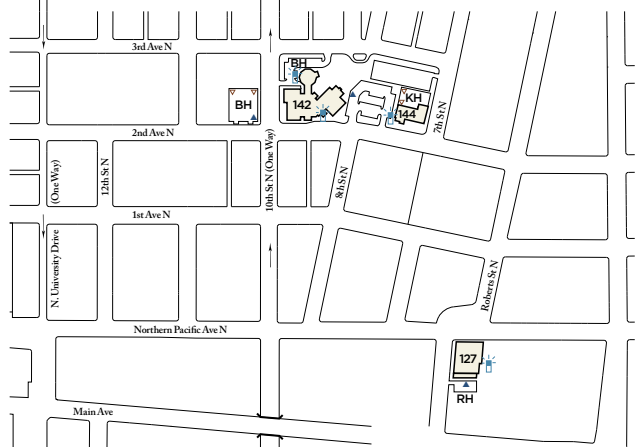 3rd Ave N
BH
BH
142
KH
144
7th St N
2nd Ave N
(One Way)
12th St N
10th St N (One Way)
8th St N
1st Ave N
N. University Drive
Roberts St N
Northern Pacific Ave N
127
RH
Main Ave